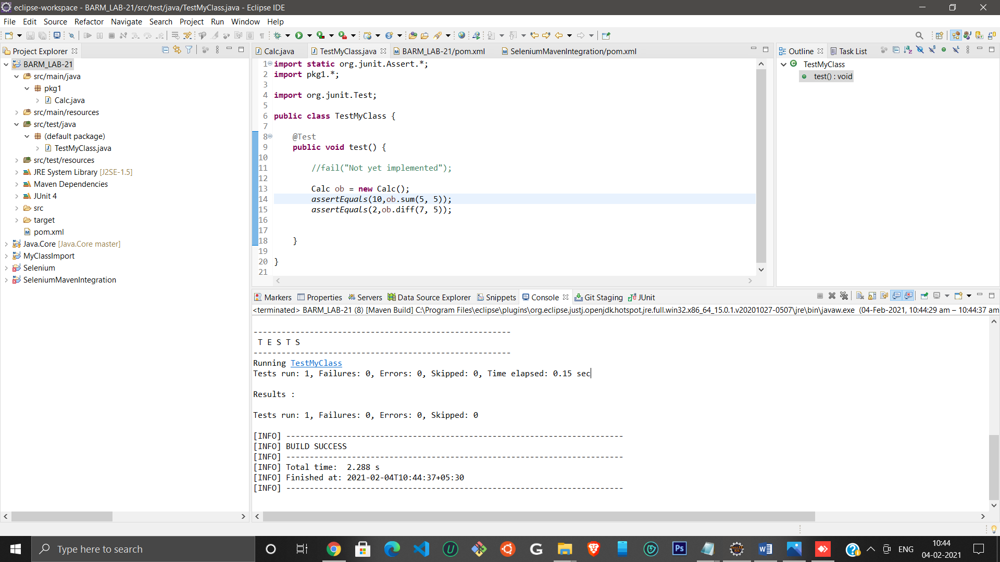 eclipse-workspace - BARM_LAB-21/src/test/java/TestMyClass.java - Eclipse IDE
File Edit Source Refactor Navigate Search Project Run Window Help
Project Explorer
BARM_LAB-21
src/main/java
pkg1
Calc.java
src/main/resources
src/test/java
(default package)
TestMyClass.java
src/test/resources
JRE System Library [J2SE-1.5]
Maven Dependencies
JUnit 4
src
target
pom.xml
Java.Core [Java.Core master]
MyClassImport
Selenium
SeleniumMavenIntegration
Calc.java TestMyClass.java BARM_LAB-21/pom.xml SeleniumMavenIntegration/pom.xml
1 import static org.junit.Assert.*;
2 import pkg1.*;
3
4 import org.junit.Test;
5
6 public class TestMyClass {
7
8 @Test
9 public void test() {
10
11 //fail("Not yet implemented");
12
13 Calc ob = new Calc();
14 assertEquals(10,ob.sum(5, 5));
15 assertEquals(2,ob.diff(7, 5));
16
17
18 }
19
20 }
21
Outline Task List
TestMyClass
test() : void
Markers Properties Servers Data Source Explorer Snippets Console Git Staging JUnit
<terminated> BARM_LAB-21 (8) [Maven Build] C:\Program Files\eclipse\plugins\org.eclipse.justj.openjdk.hotspot.jre.full.win32.x86_64_15.0.1.v20201027-0507\jre\bin\javaw.exe (04-Feb-2021, 10:44:29 am – 10:44:37 am
-------------------------------------------------------
T E S T S
-------------------------------------------------------
Running TestMyClass
Tests run: 1, Failures: 0, Errors: 0, Skipped: 0, Time elapsed: 0.15 sec
Results :
Tests run: 1, Failures: 0, Errors: 0, Skipped: 0
[INFO] ------------------------------------------------------------------------
[INFO] BUILD SUCCESS
[INFO] ------------------------------------------------------------------------
[INFO] Total time:  2.288 s
[INFO] Finished at: 2021-02-04T10:44:37+05:30
[INFO] ------------------------------------------------------------------------
Type here to search
Ps
ENG
10:44
04-02-2021